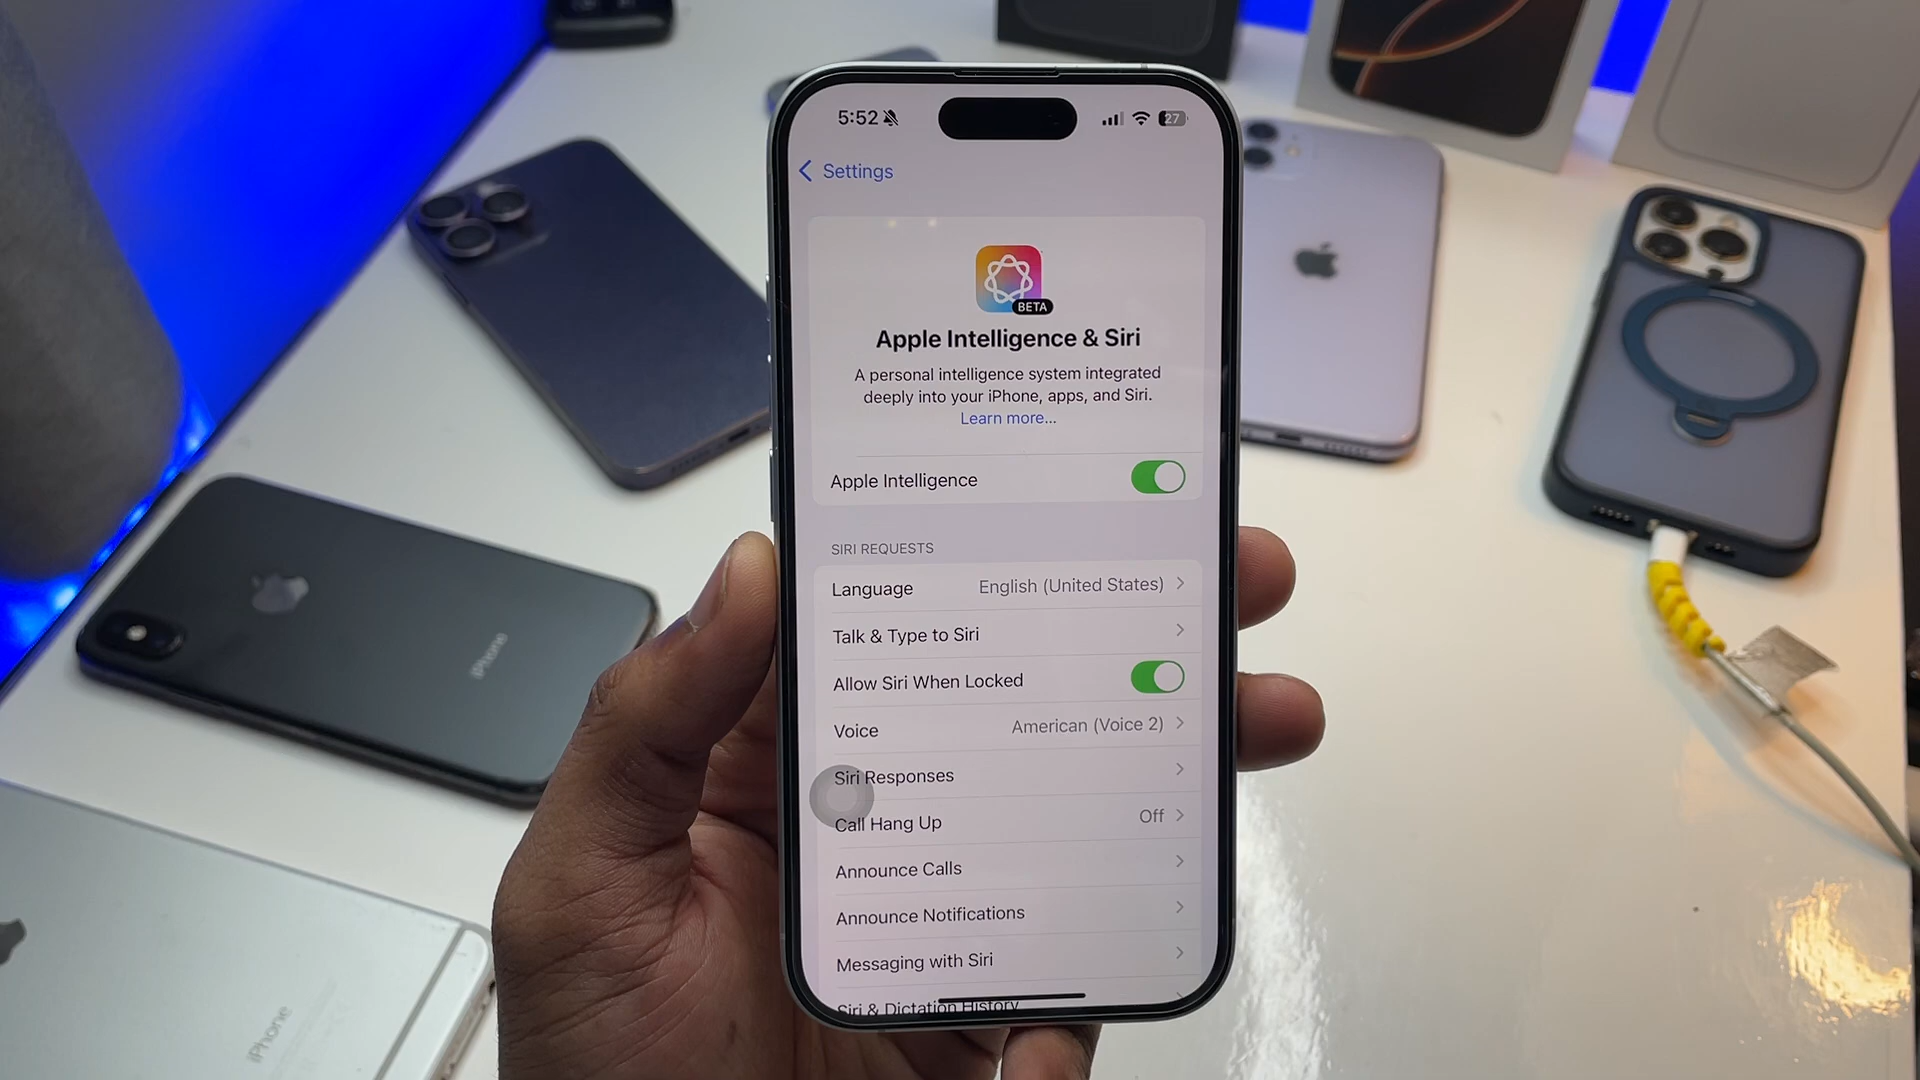 5:52
27
Settings
BETA
Apple Intelligence & Siri
A personal intelligence system integrated
deeply into your iPhone, apps, and Siri.
Learn more...
Apple Intelligence
SIRI REQUESTS
Language English (United States)
Talk & Type to Siri
Allow Siri When Locked
Voice American (Voice 2)
Siri Responses
Call Hang Up Off
Announce Calls
Announce Notifications
Messaging with Siri
Siri & Dictation History
iPhone
iPhone